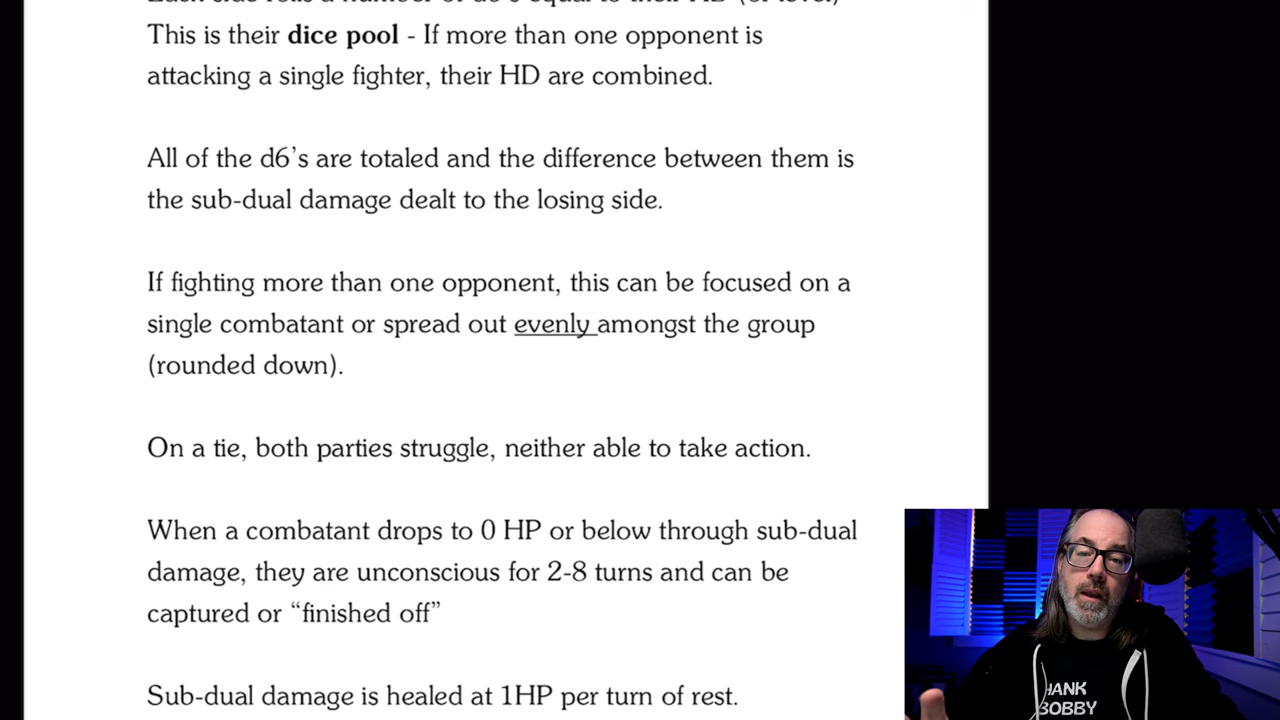 This is their dice pool - If more than one opponent is
attacking a single fighter, their HD are combined.
All of the d6's are totaled and the difference between them is
the sub-dual damage dealt to the losing side.
If fighting more than one opponent, this can be focused on a
single combatant or spread out evenly amongst the group
(rounded down).
On a tie, both parties struggle, neither able to take action.
When a combatant drops to 0 HP or below through sub-dual
damage, they are unconscious for 2-8 turns and can be
captured or “finished off”
Sub-dual damage is healed at 1HP per turn of rest.
HANK
BOBBY